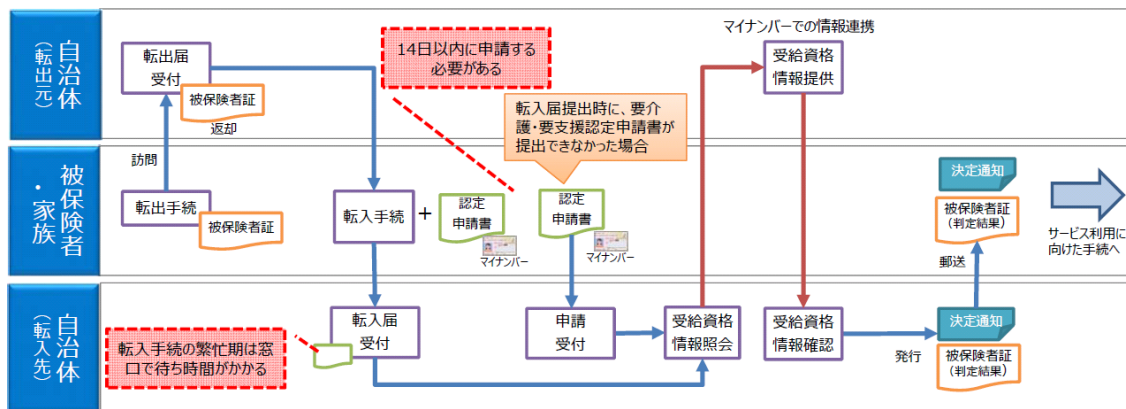 自治体
（転出元）
転出届
受付
被保険者証
返却
14日以内に申請する
必要がある
マイナンバーでの情報連携
受給資格
情報提供
転入届提出時に、要介
護・要支援認定申請書が
提出できなかった場合
被保険者
・家族
訪問
転出手続
被保険者証
転入手続
+
認定
申請書
マイナンバー
認定
申請書
マイナンバー
決定通知
被保険者証
（判定結果）
郵送
サービス利用に
向けた手続へ
自治体
（転入先）
転入手続の繁忙期は窓
口で待ち時間がかかる
転入届
受付
申請
受付
受給資格
情報照会
受給資格
情報確認
発行
決定通知
被保険者証
（判定結果）